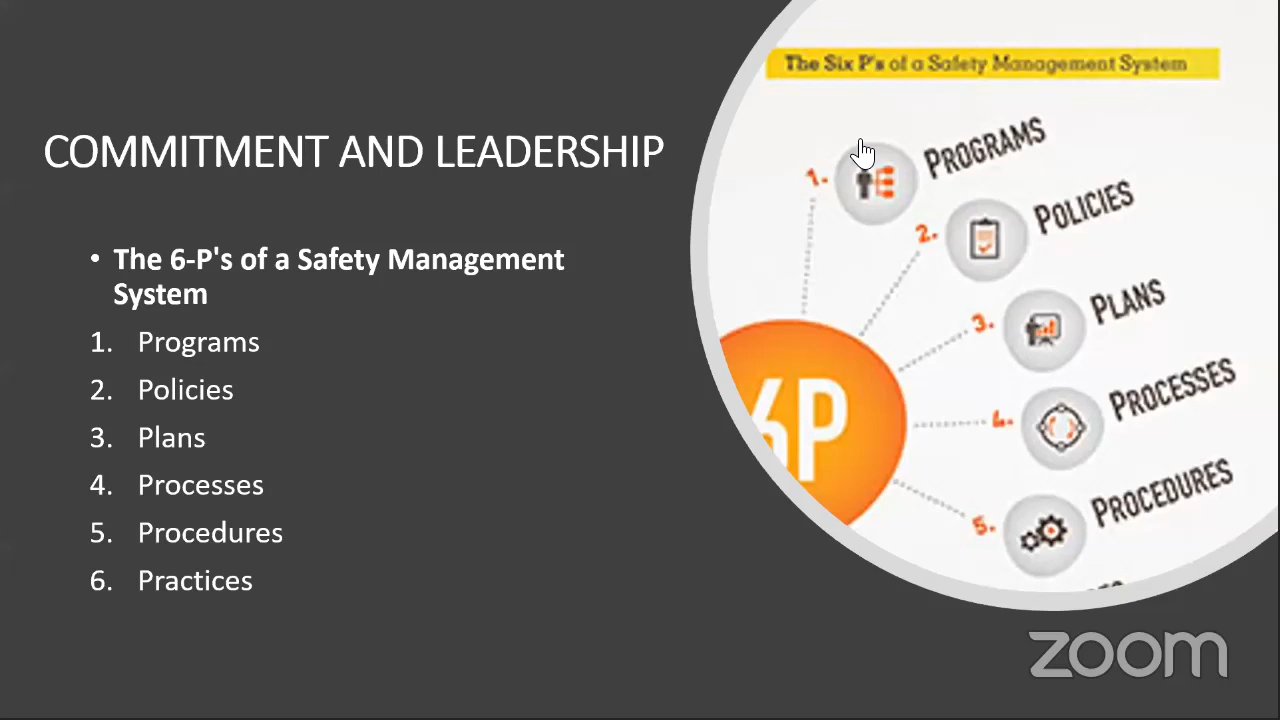 COMMITMENT AND LEADERSHIP
• The 6-P's of a Safety Management
System
1. Programs
2. Policies
3. Plans
4. Processes
5. Procedures
6. Practices
The Six P's of a Safety Management System
1. PROGRAMS
2. POLICIES
3. PLANS
4. PROCESSES
5. PROCEDURES
6P
zoom